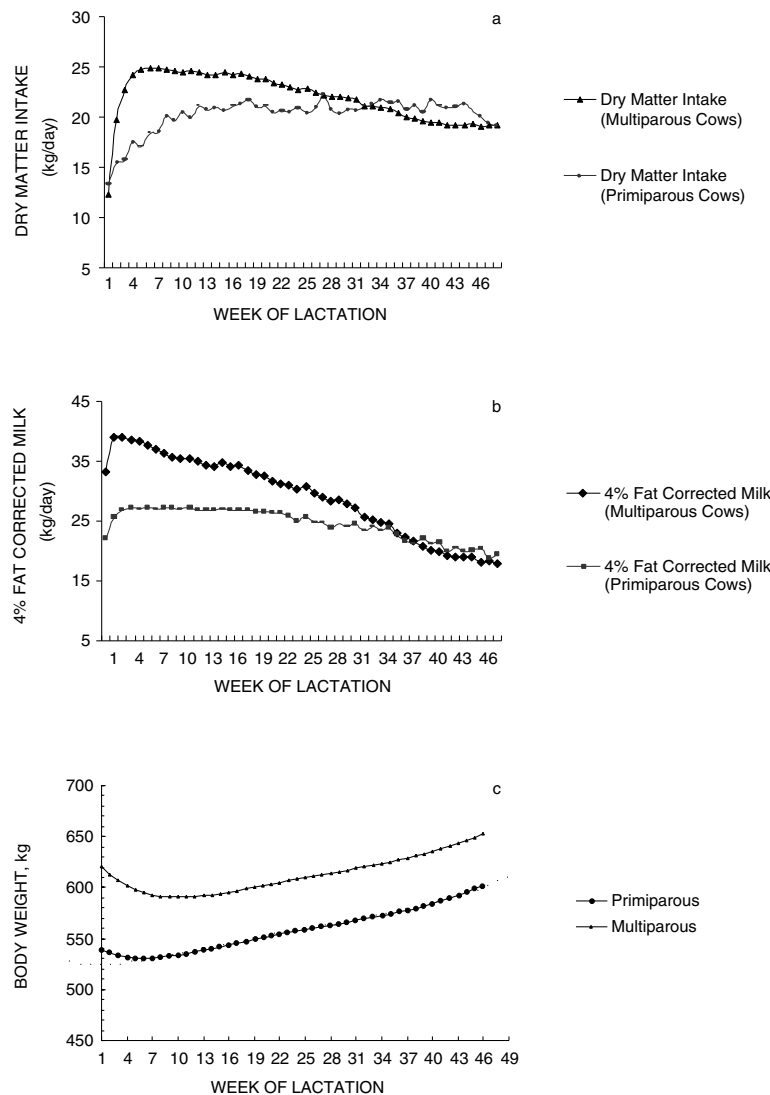 a
30
25
20
15
10
5
DRY MATTER INTAKE
(kg/day)
1 4 7 10 13 16 19 22 25 28 31 34 37 40 43 46
WEEK OF LACTATION
Dry Matter Intake
(Multiparous Cows)
Dry Matter Intake
(Primiparous Cows)
b
45
35
25
15
5
4% FAT CORRECTED MILK
(kg/day)
1 4 7 10 13 16 19 22 25 28 31 34 37 40 43 46
WEEK OF LACTATION
4% Fat Corrected Milk
(Multiparous Cows)
4% Fat Corrected Milk
(Primiparous Cows)
c
700
650
600
550
500
450
BODY WEIGHT, kg
1 4 7 10 13 16 19 22 25 28 31 34 37 40 43 46 49
WEEK OF LACTATION
Primiparous
Multiparous